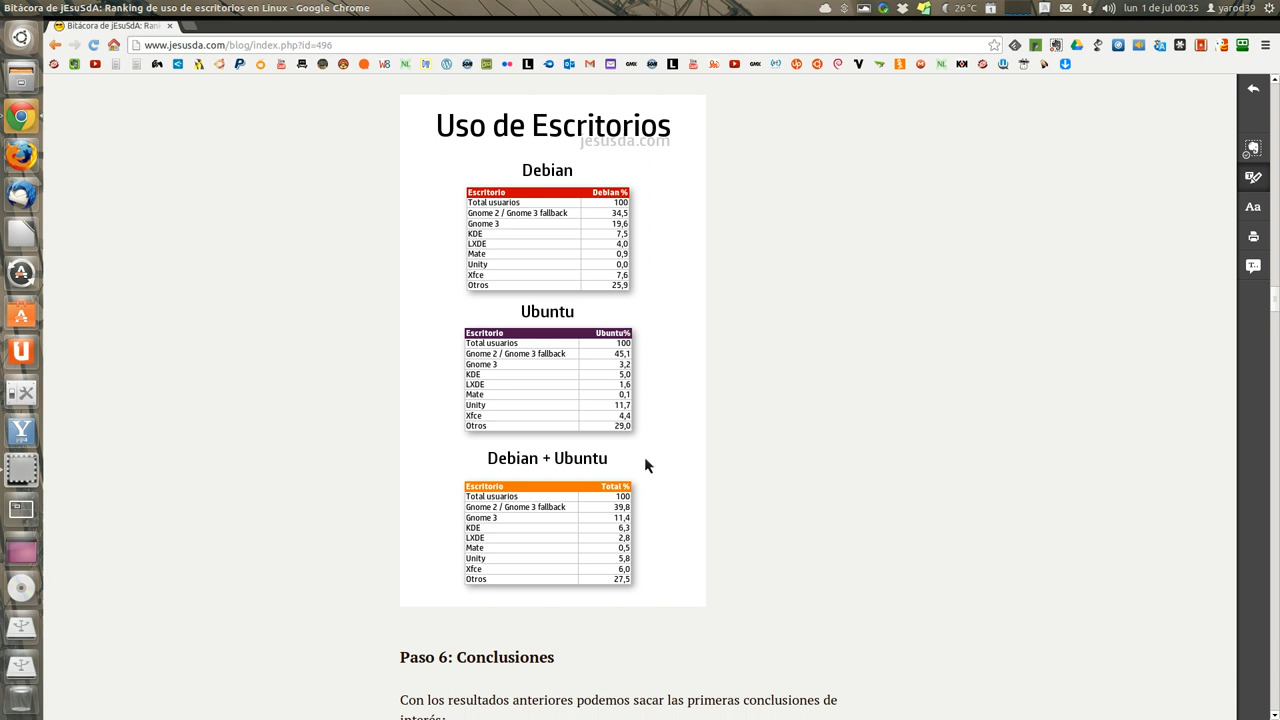 Bitácora de jEsuSdA: Ranking de uso de escritorios en Linux - Google Chrome
26°C
lun 1 de jul 00:35
yarod39
Bitácora de jEsuSdA: Ran
www.jesusda.com/blog/index.php?id=496
Uso de Escritorios
jesusda.com
Debian
Escritorio Debian %
Total usuarios 100
Gnome 2 / Gnome 3 fallback 34,5
Gnome 3 19,6
KDE 7,5
LXDE 4,0
Mate 0,9
Unity 0,0
Xfce 7,6
Otros 25,9
Ubuntu
Escritorio Ubuntu%
Total usuarios 100
Gnome 2 / Gnome 3 fallback 45,1
Gnome 3 3,2
KDE 5,0
LXDE 1,6
Mate 0,1
Unity 11,7
Xfce 4,4
Otros 29,0
Debian + Ubuntu
Escritorio Total %
Total usuarios 100
Gnome 2 / Gnome 3 fallback 39,8
Gnome 3 11,4
KDE 6,3
LXDE 2,8
Mate 0,5
Unity 5,8
Xfce 6,0
Otros 27,5
Paso 6: Conclusiones
Con los resultados anteriores podemos sacar las primeras conclusiones de
interés:
Aa